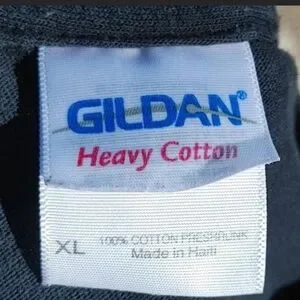 GILDAN®
Heavy Cotton
XL
100% COTTON PRESHRUNK
Made in Haiti